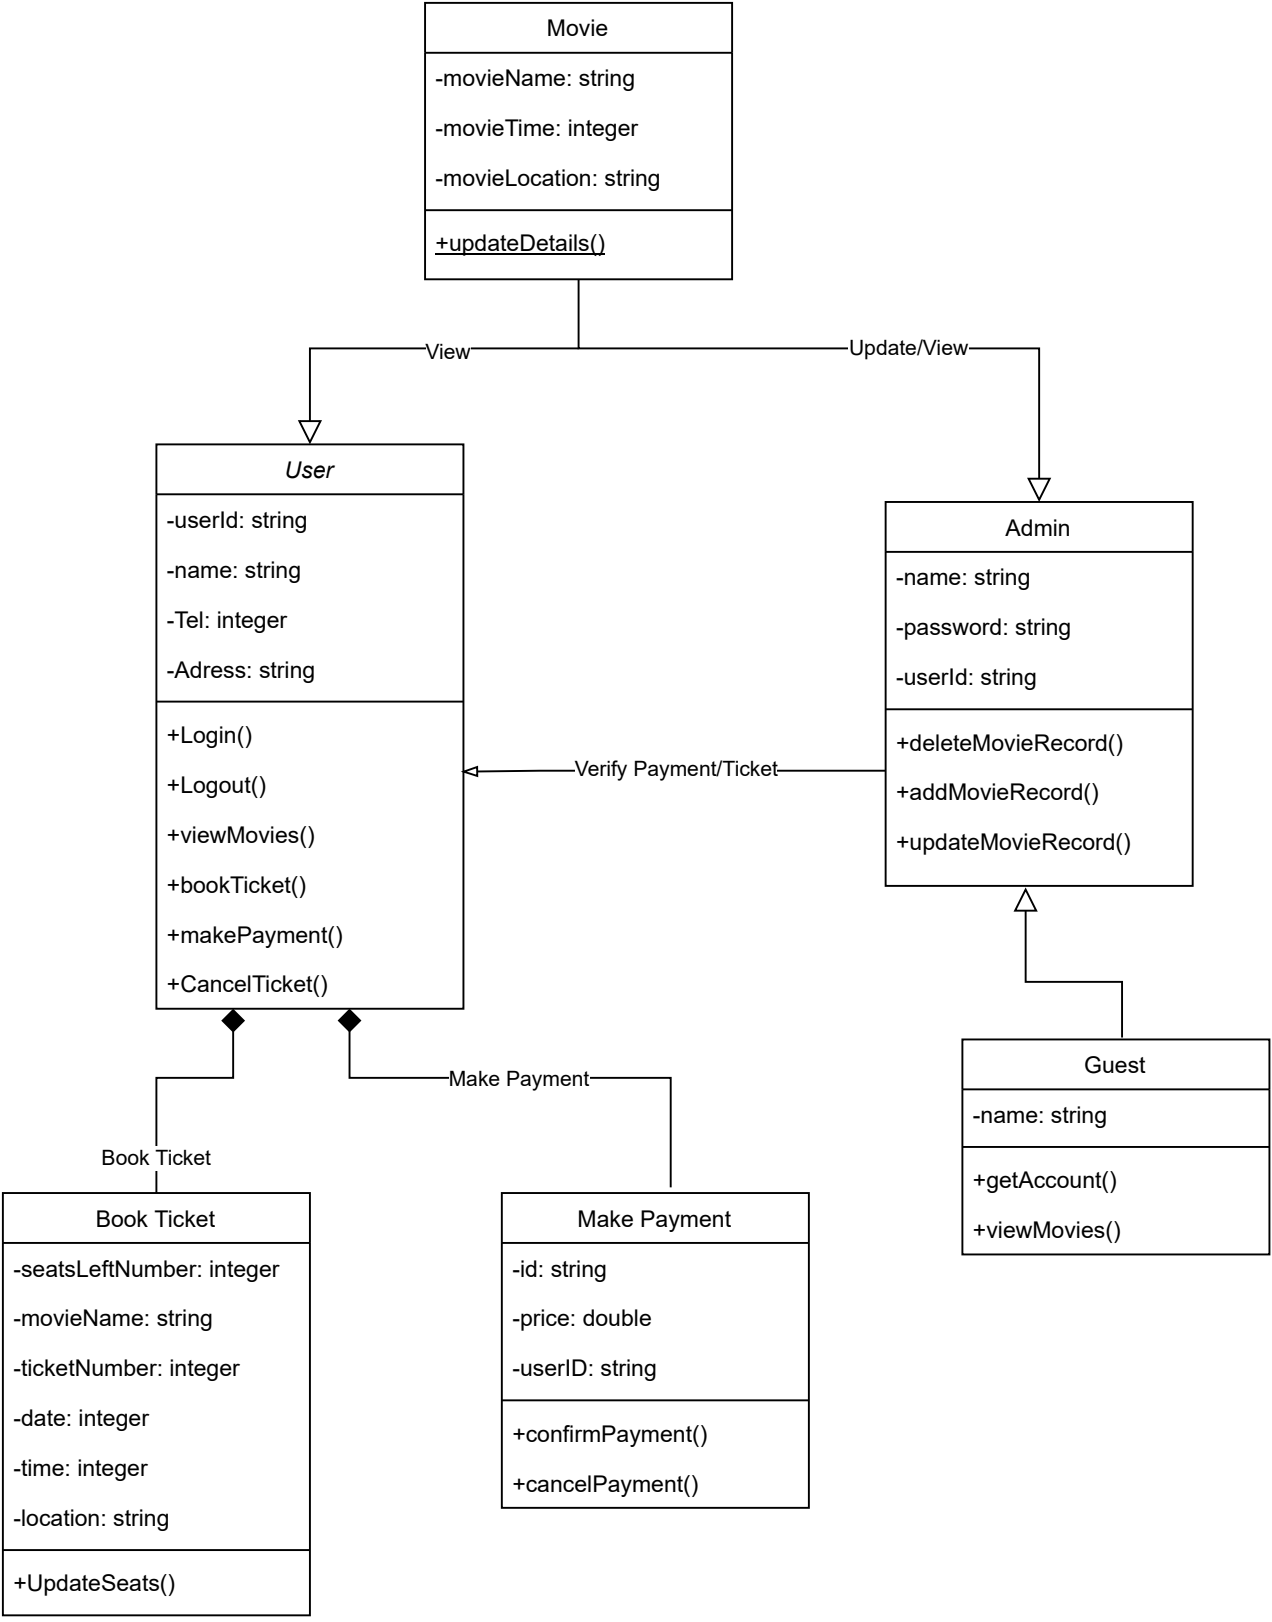 Movie
-movieName: string
-movieTime: integer
-movieLocation: string
+updateDetails()
View
Update/View
User
-userId: string
-name: string
-Tel: integer
-Adress: string
+Login()
+Logout()
+viewMovies()
+bookTicket()
+makePayment()
+CancelTicket()
Verify Payment/Ticket
Admin
-name: string
-password: string
-userId: string
+deleteMovieRecord()
+addMovieRecord()
+updateMovieRecord()
Make Payment
Book Ticket
Guest
-name: string
+getAccount()
+viewMovies()
Book Ticket
-seatsLeftNumber: integer
-movieName: string
-ticketNumber: integer
-date: integer
-time: integer
-location: string
+UpdateSeats()
Make Payment
-id: string
-price: double
-userID: string
+confirmPayment()
+cancelPayment()